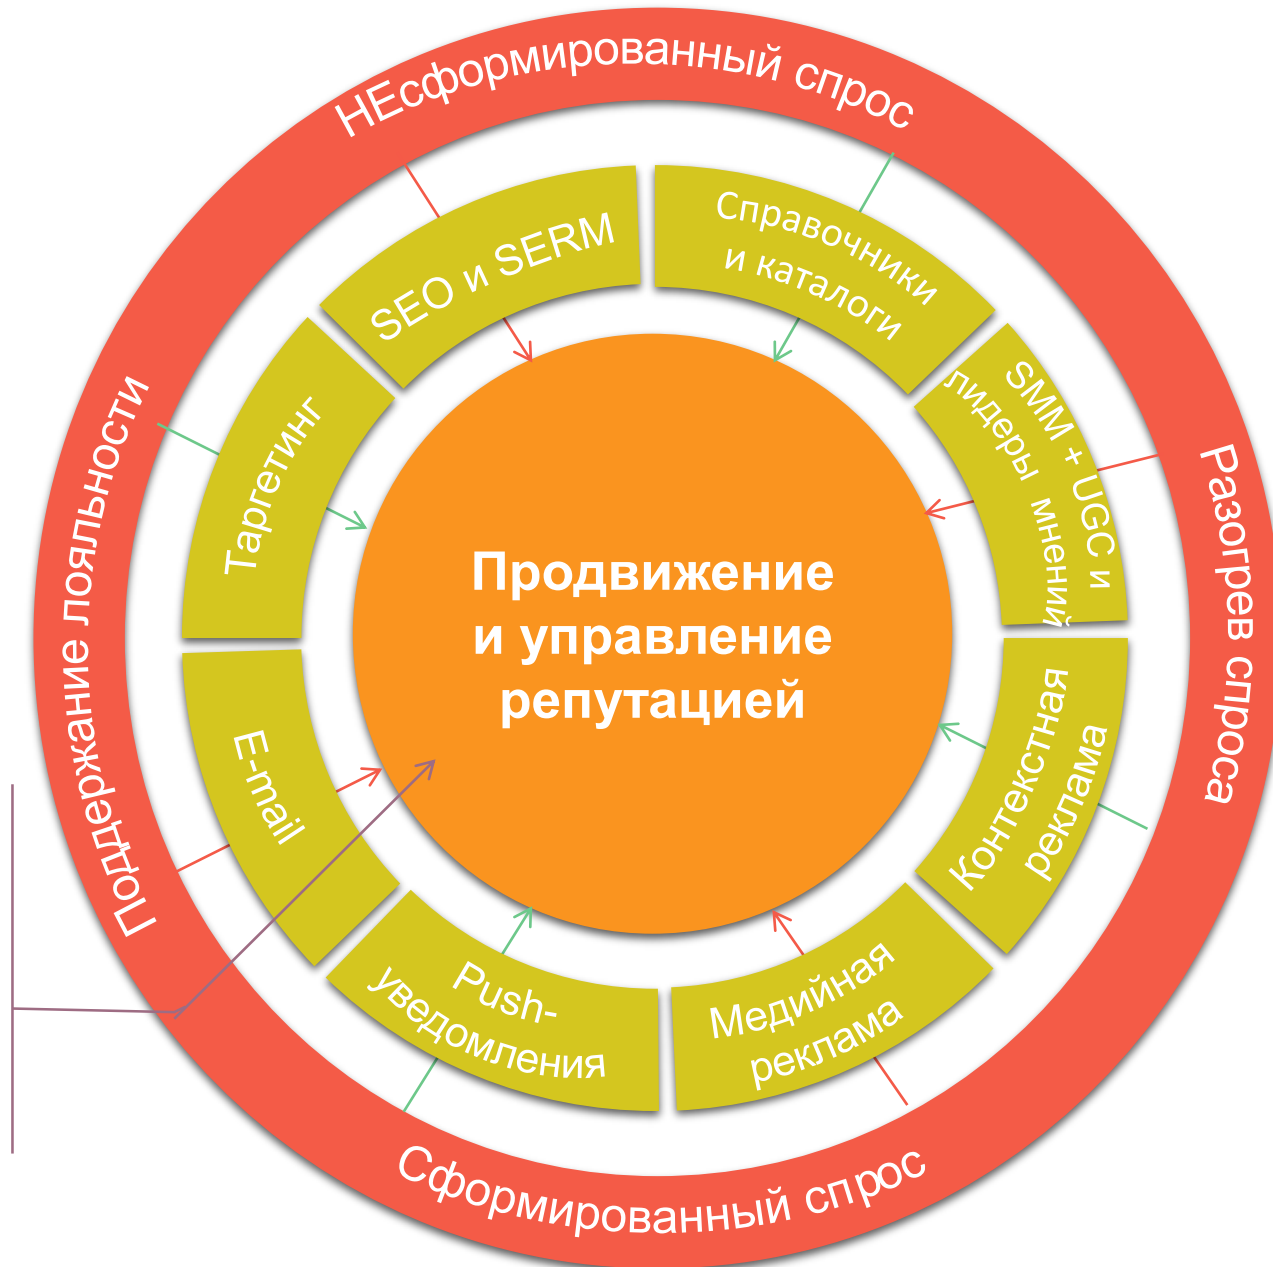 НЕсформированный спрос
Разогрев спроса
Сформированный спрос
Поддержание лояльности
SEO и SERM
Справочники
и каталоги
SMM + UGC и
лидеры мнений
Контекстная
реклама
Медийная
реклама
Push-
уведомления
E-mail
Таргетинг
Продвижение
и управление
репутацией